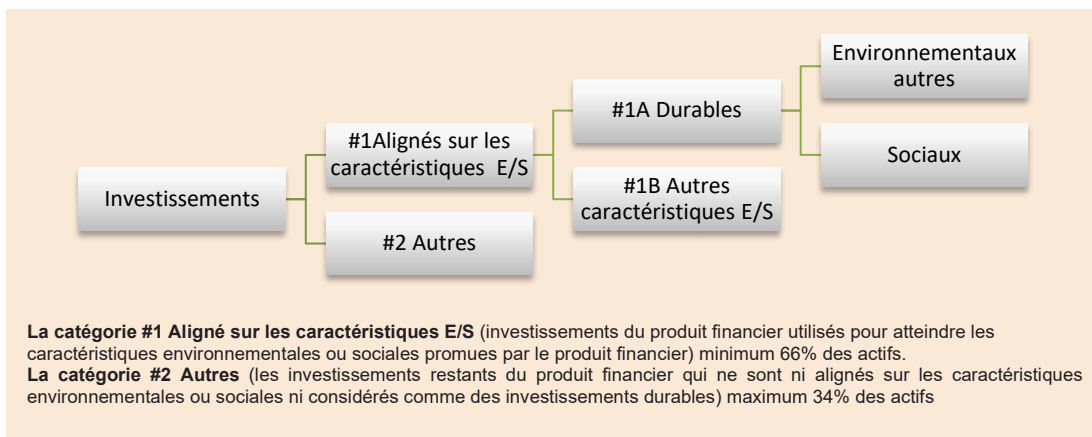 Environnementaux
autres
#1A Durables
#1Alignés sur les
caractéristiques E/S
Sociaux
Investissements
#1B Autres
caractéristiques E/S
#2 Autres
La catégorie #1 Aligné sur les caractéristiques E/S (investissements du produit financier utilisés pour atteindre les
caractéristiques environnementales ou sociales promues par le produit financier) minimum 66% des actifs.
La catégorie #2 Autres (les investissements restants du produit financier qui ne sont ni alignés sur les caractéristiques
environnementales ou sociales ni considérés comme des investissements durables) maximum 34% des actifs